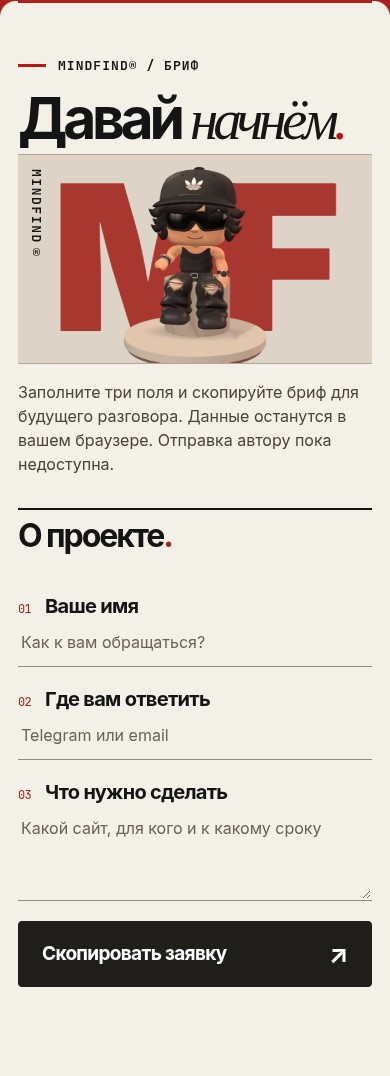 MINDFIND® / БРИФ
Давай начнём.
MINDFIND®
MF
Заполните три поля и скопируйте бриф для
будущего разговора. Данные останутся в
вашем браузере. Отправка автору пока
недоступна.
О проекте.
01 Ваше имя
Как к вам обращаться?
02 Где вам ответить
Telegram или email
03 Что нужно сделать
Какой сайт, для кого и к какому сроку
Скопировать заявку